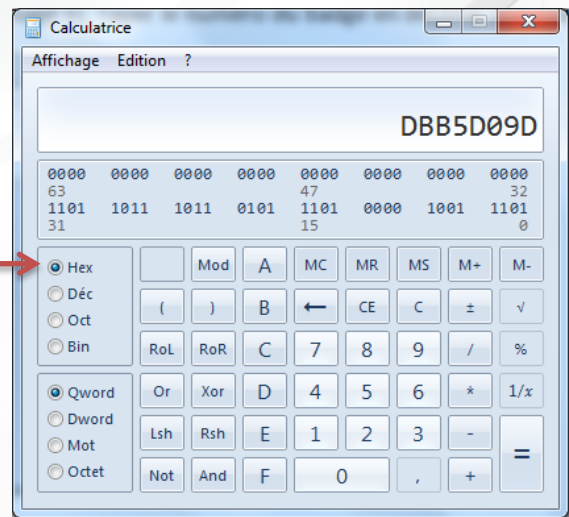 Calculatrice
Affichage Edition ?
DBB5D09D
0000 0000 0000 0000 0000 0000 0000 0000
63 47 32
1101 1011 1011 0101 1101 0000 1001 1101
31 15 0
Hex Mod A MC MR MS M+ M-
Déc
Oct ( ) B ← CE C ± √
Bin RoL RoR C 7 8 9 / %
Qword Or Xor D 4 5 6 * 1/x
Dword
Mot Lsh Rsh E 1 2 3 - =
Octet Not And F 0 , +